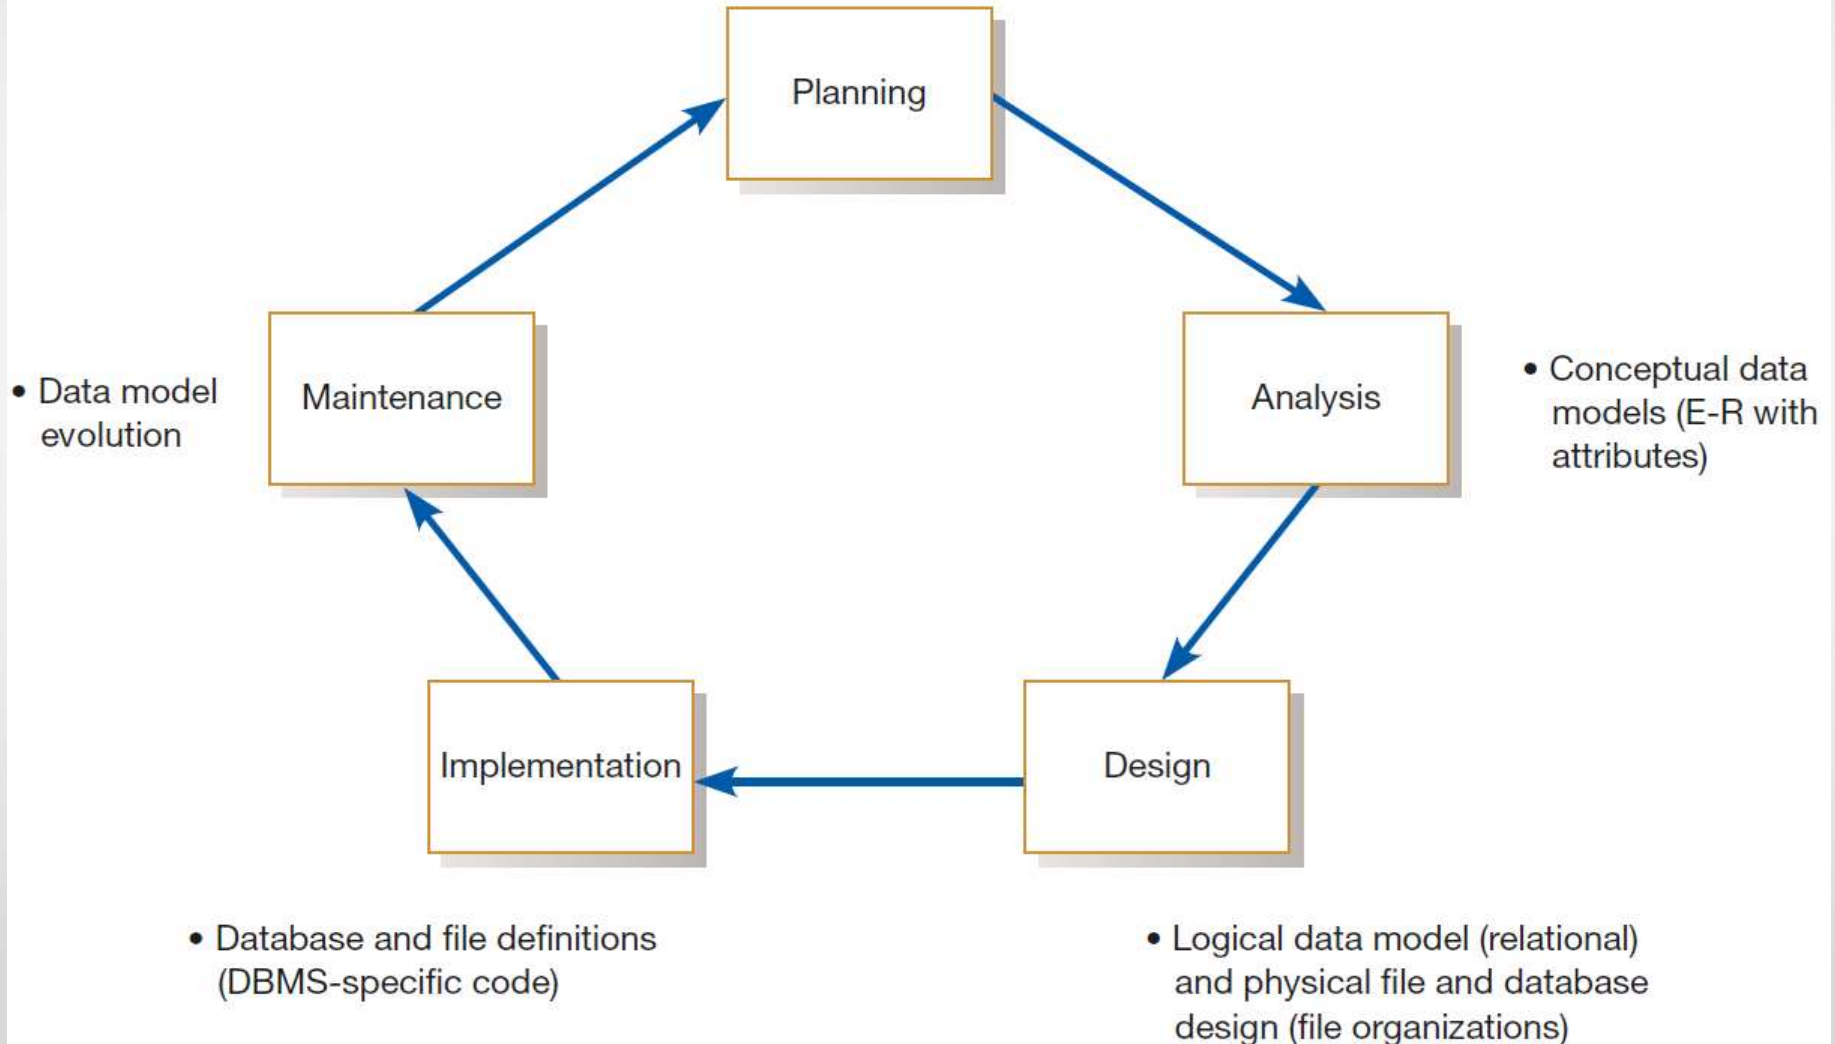 Planning
Maintenance
• Data model
evolution
Analysis
• Conceptual data
models (E-R with
attributes)
Implementation
Design
• Database and file definitions
(DBMS-specific code)
• Logical data model (relational)
and physical file and database
design (file organizations)